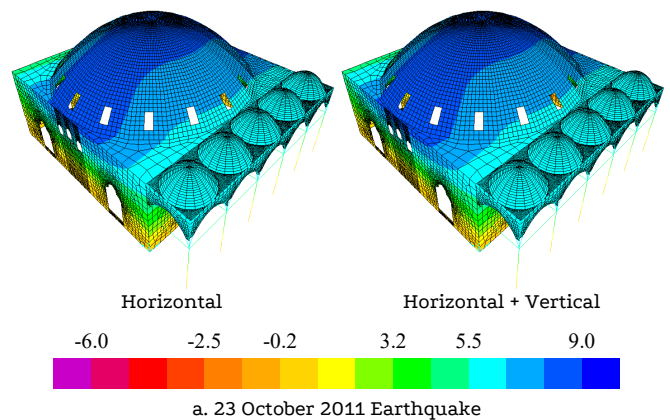 Horizontal Horizontal + Vertical
-6.0 -2.5 -0.2 3.2 5.5 9.0
a. 23 October 2011 Earthquake